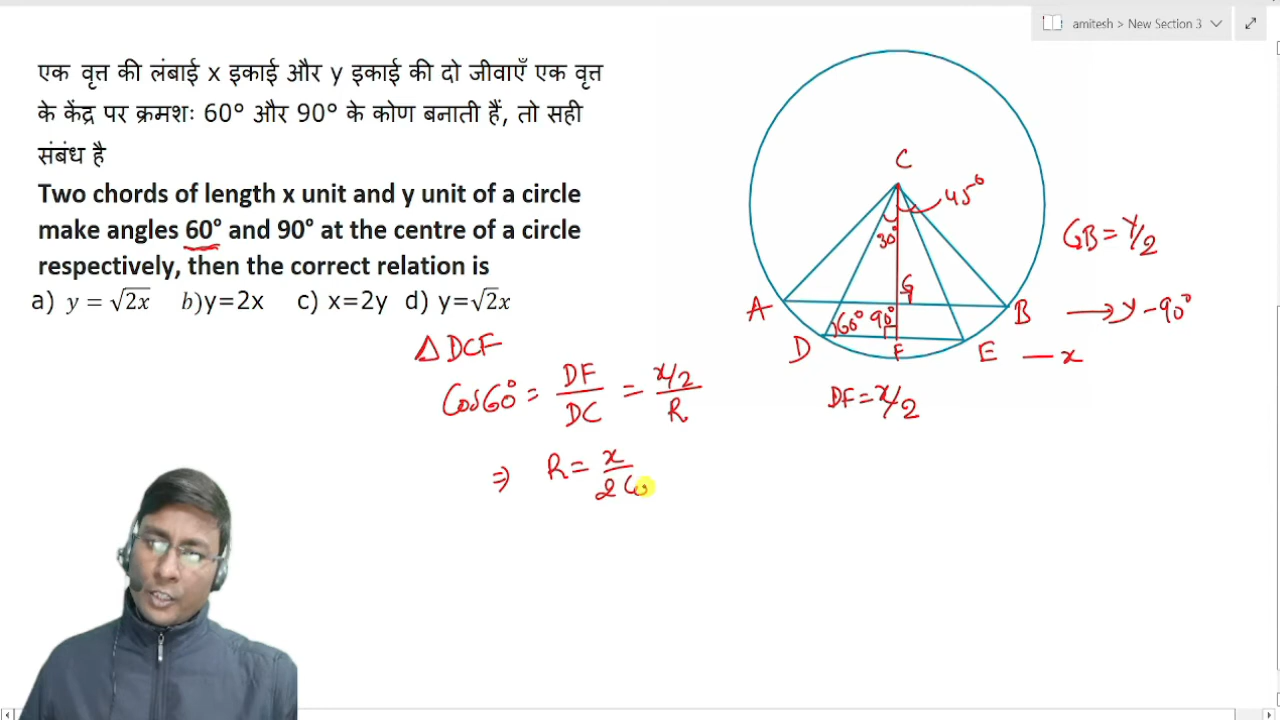 amitesh > New Section 3
एक वृत्त की लंबाई x इकाई और y इकाई की दो जीवाएँ एक वृत्त
के केंद्र पर क्रमशः 60° और 90° के कोण बनाती हैं, तो सही
संबंध है
Two chords of length x unit and y unit of a circle
make angles 60° and 90° at the centre of a circle
respectively, then the correct relation is
a) y = √2x b)y=2x c) x=2y d) y=√2x
C
45°
30°
GB = y/2
G
A
B → y - 90°
60° 90°
D
F
E — x
DF = x/2
Δ DCF
Cos60° = DF/DC = x/2/R
⇒ R = x/2 Co